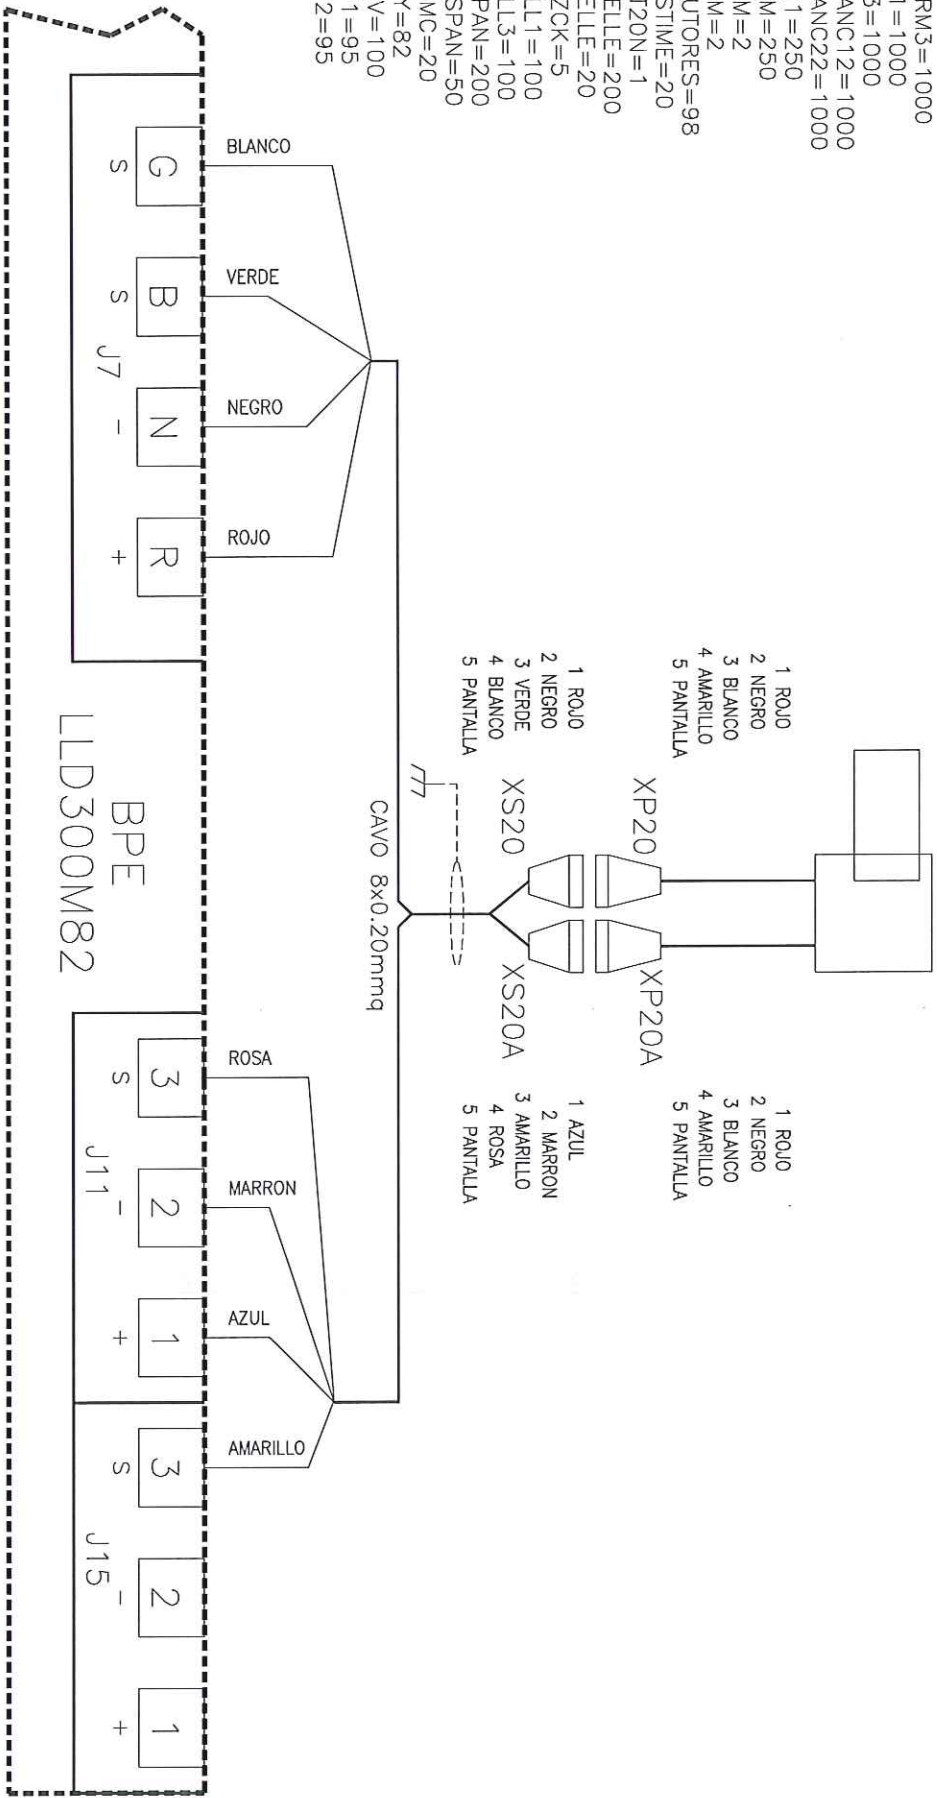 RM3=1000
1=1000
3=1000
ANC12=1000
ANC22=1000
1=250
M=250
M=2
M=2
UTORES=98
STIME=20
T20N=1
ELLE=200
ELLE=20
ZCK=5
LL1=100
LL3=100
PAN=200
SPAN=50
MC=20
Y=82
V=100
1=95
2=95
1 ROJO
2 NEGRO
3 BLANCO
4 AMARILLO
5 PANTALLA
XP20
XP20A
1 ROJO
2 NEGRO
3 BLANCO
4 AMARILLO
5 PANTALLA
1 ROJO
2 NEGRO
3 VERDE
4 BLANCO
5 PANTALLA
XS20
XS20A
1 AZUL
2 MARRON
3 AMARILLO
4 ROSA
5 PANTALLA
CAVO 8x0.20mmq
BLANCO
VERDE
NEGRO
ROJO
ROSA
MARRON
AZUL
AMARILLO
G B N R
S S - +
J7
BPE
LLD300M82
3 2 1
S - +
J11
3 2 1
S - +
J15